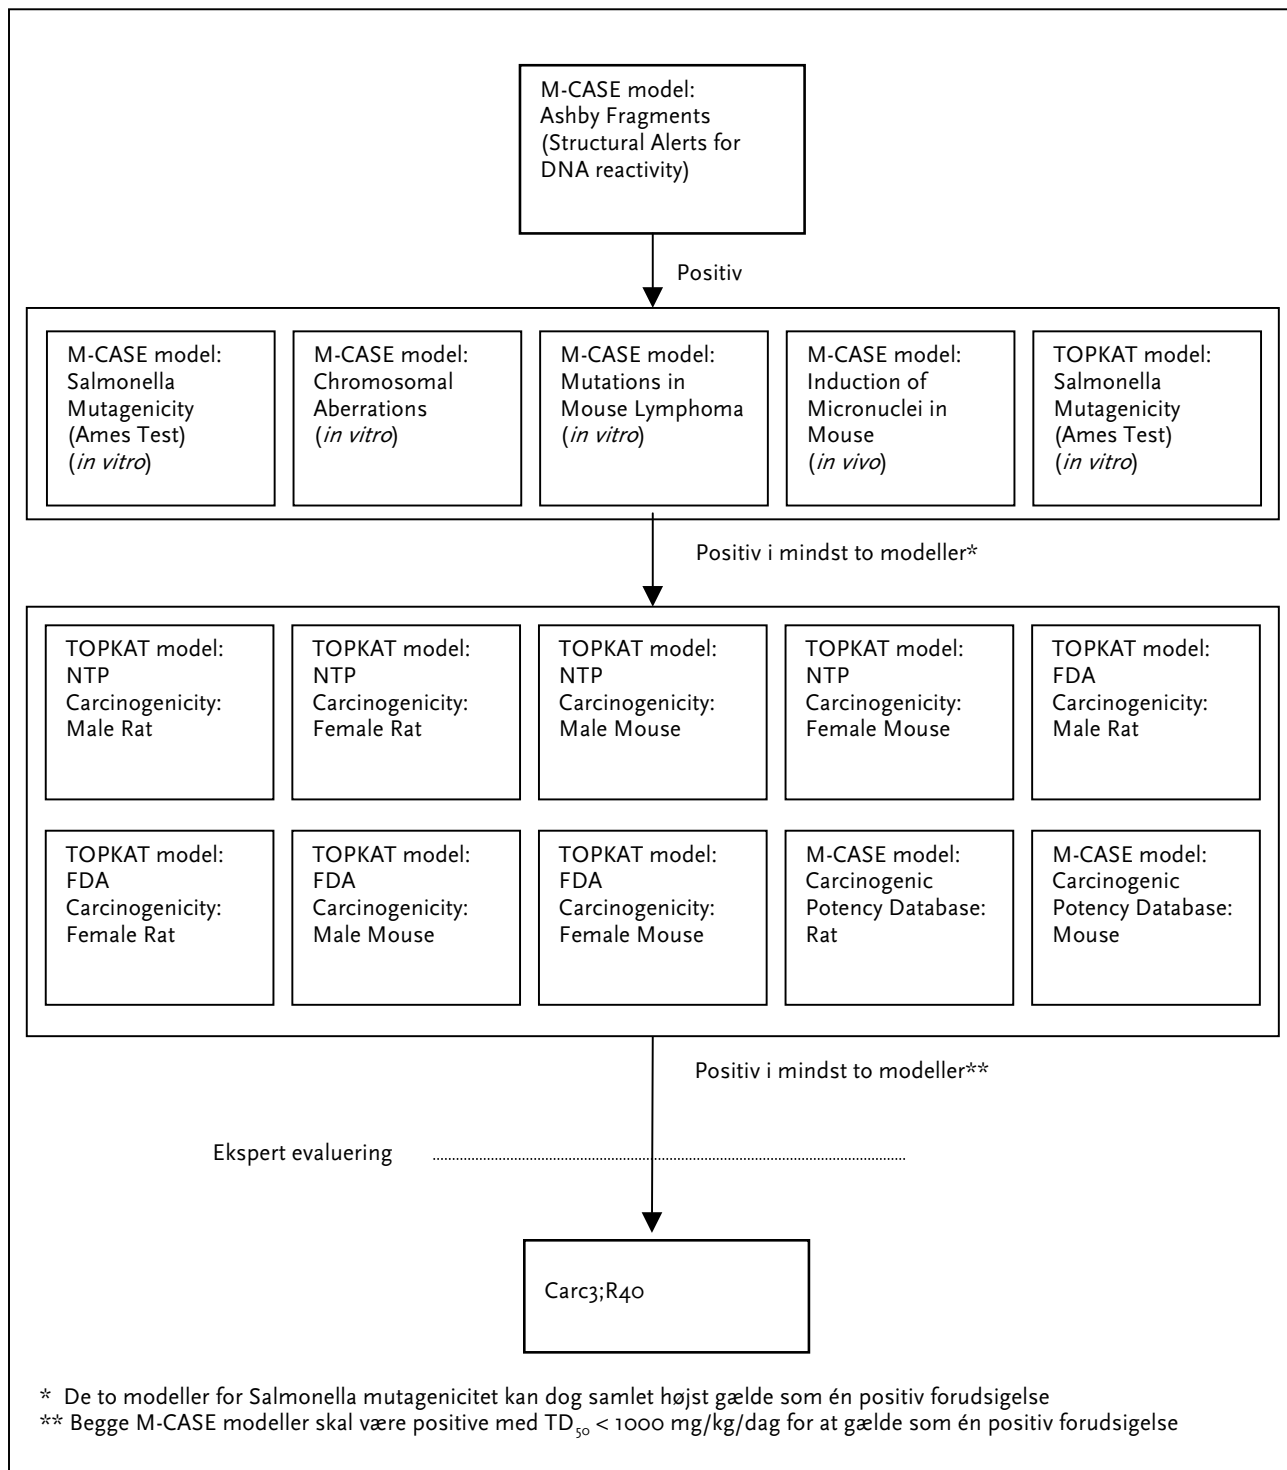 M-CASE model:
Ashby Fragments
(Structural Alerts for
DNA reactivity)
Positiv
M-CASE model:
Salmonella
Mutagenicity
(Ames Test)
(in vitro)
M-CASE model:
Chromosomal
Aberrations
(in vitro)
M-CASE model:
Mutations in
Mouse Lymphoma
(in vitro)
M-CASE model:
Induction of
Micronuclei in
Mouse
(in vivo)
TOPKAT model:
Salmonella
Mutagenicity
(Ames Test)
(in vitro)
Positiv i mindst to modeller*
TOPKAT model:
NTP
Carcinogenicity:
Male Rat
TOPKAT model:
NTP
Carcinogenicity:
Female Rat
TOPKAT model:
NTP
Carcinogenicity:
Male Mouse
TOPKAT model:
NTP
Carcinogenicity:
Female Mouse
TOPKAT model:
FDA
Carcinogenicity:
Male Rat
TOPKAT model:
FDA
Carcinogenicity:
Female Rat
TOPKAT model:
FDA
Carcinogenicity:
Male Mouse
TOPKAT model:
FDA
Carcinogenicity:
Female Mouse
M-CASE model:
Carcinogenic
Potency Database:
Rat
M-CASE model:
Carcinogenic
Potency Database:
Mouse
Positiv i mindst to modeller**
Ekspert evaluering
Carc3;R40
* De to modeller for Salmonella mutagenicitet kan dog samlet højst gælde som én positiv forudsigelse
** Begge M-CASE modeller skal være positive med TD₅₀ < 1000 mg/kg/dag for at gælde som én positiv forudsigelse